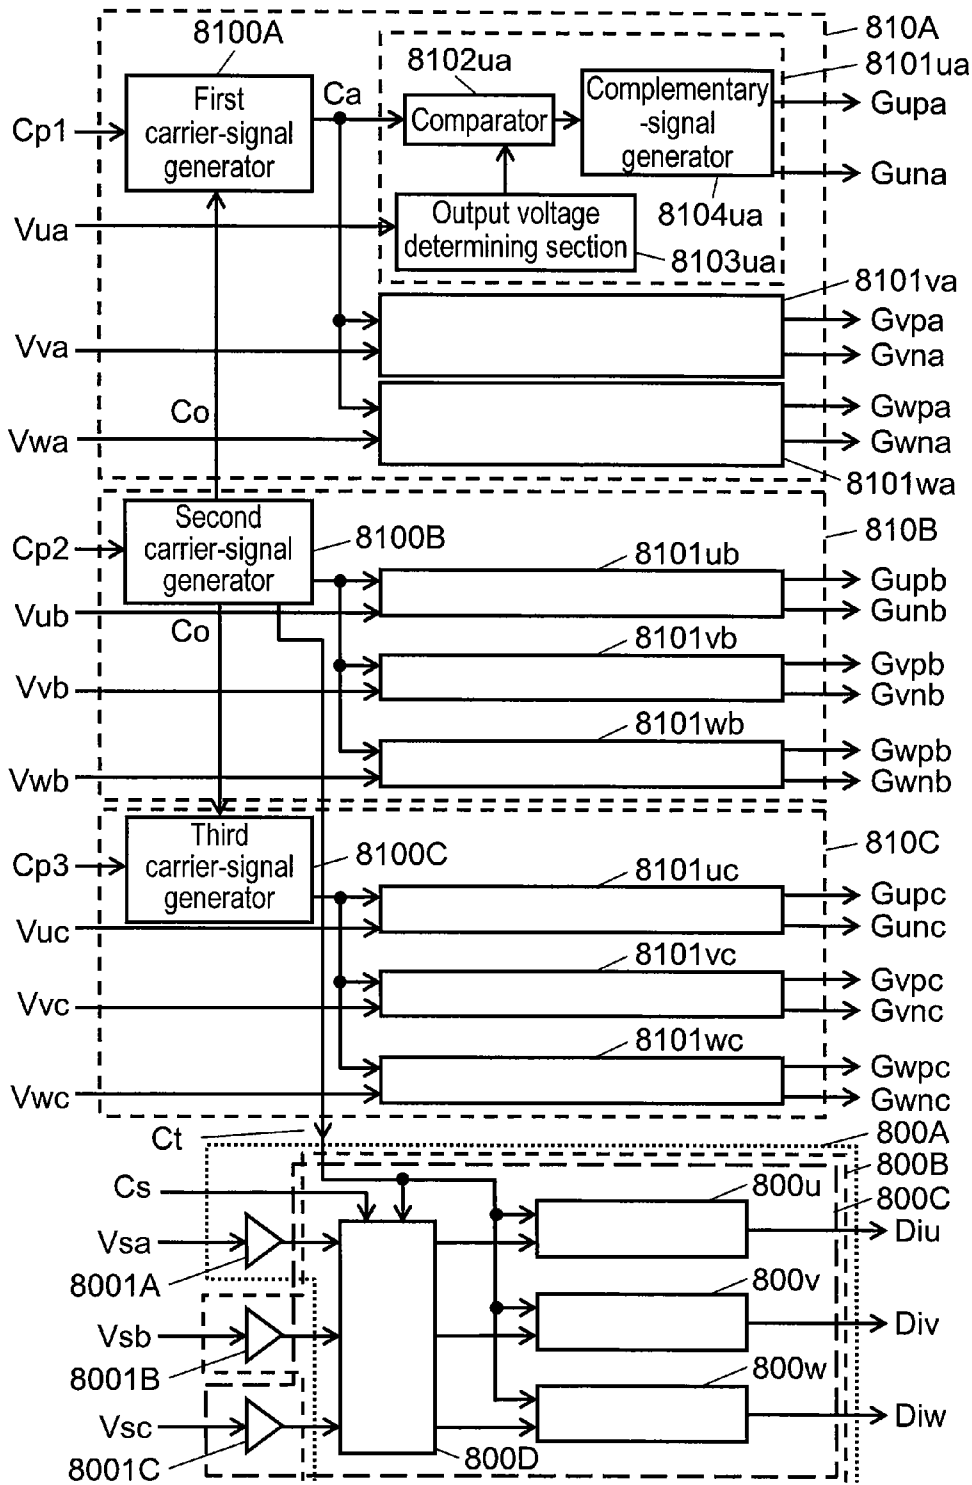 8100A
810A
8102ua
8101ua
First
carrier-signal
generator
Ca
Comparator
Complementary
-signal
generator
Gupa
Cp1
Guna
Vua
Output voltage
determining section
8104ua
8103ua
8101va
Gvpa
Vva
Gvna
Co
Gwpa
Vwa
Gwna
8101wa
Second
carrier-signal
generator
8100B
810B
Cp2
8101ub
Gupb
Vub
Gunb
Co
8101vb
Gvpb
Vvb
Gvnb
8101wb
Gwpb
Vwb
Gwnb
Third
carrier-signal
generator
8100C
810C
Cp3
8101uc
Gupc
Vuc
Gunc
8101vc
Gvpc
Vvc
Gvnc
8101wc
Gwpc
Vwc
Gwnc
Ct
800A
800B
Cs
800u
800C
Vsa
Diu
8001A
800v
Vsb
Div
8001B
800w
Vsc
Diw
8001C
800D